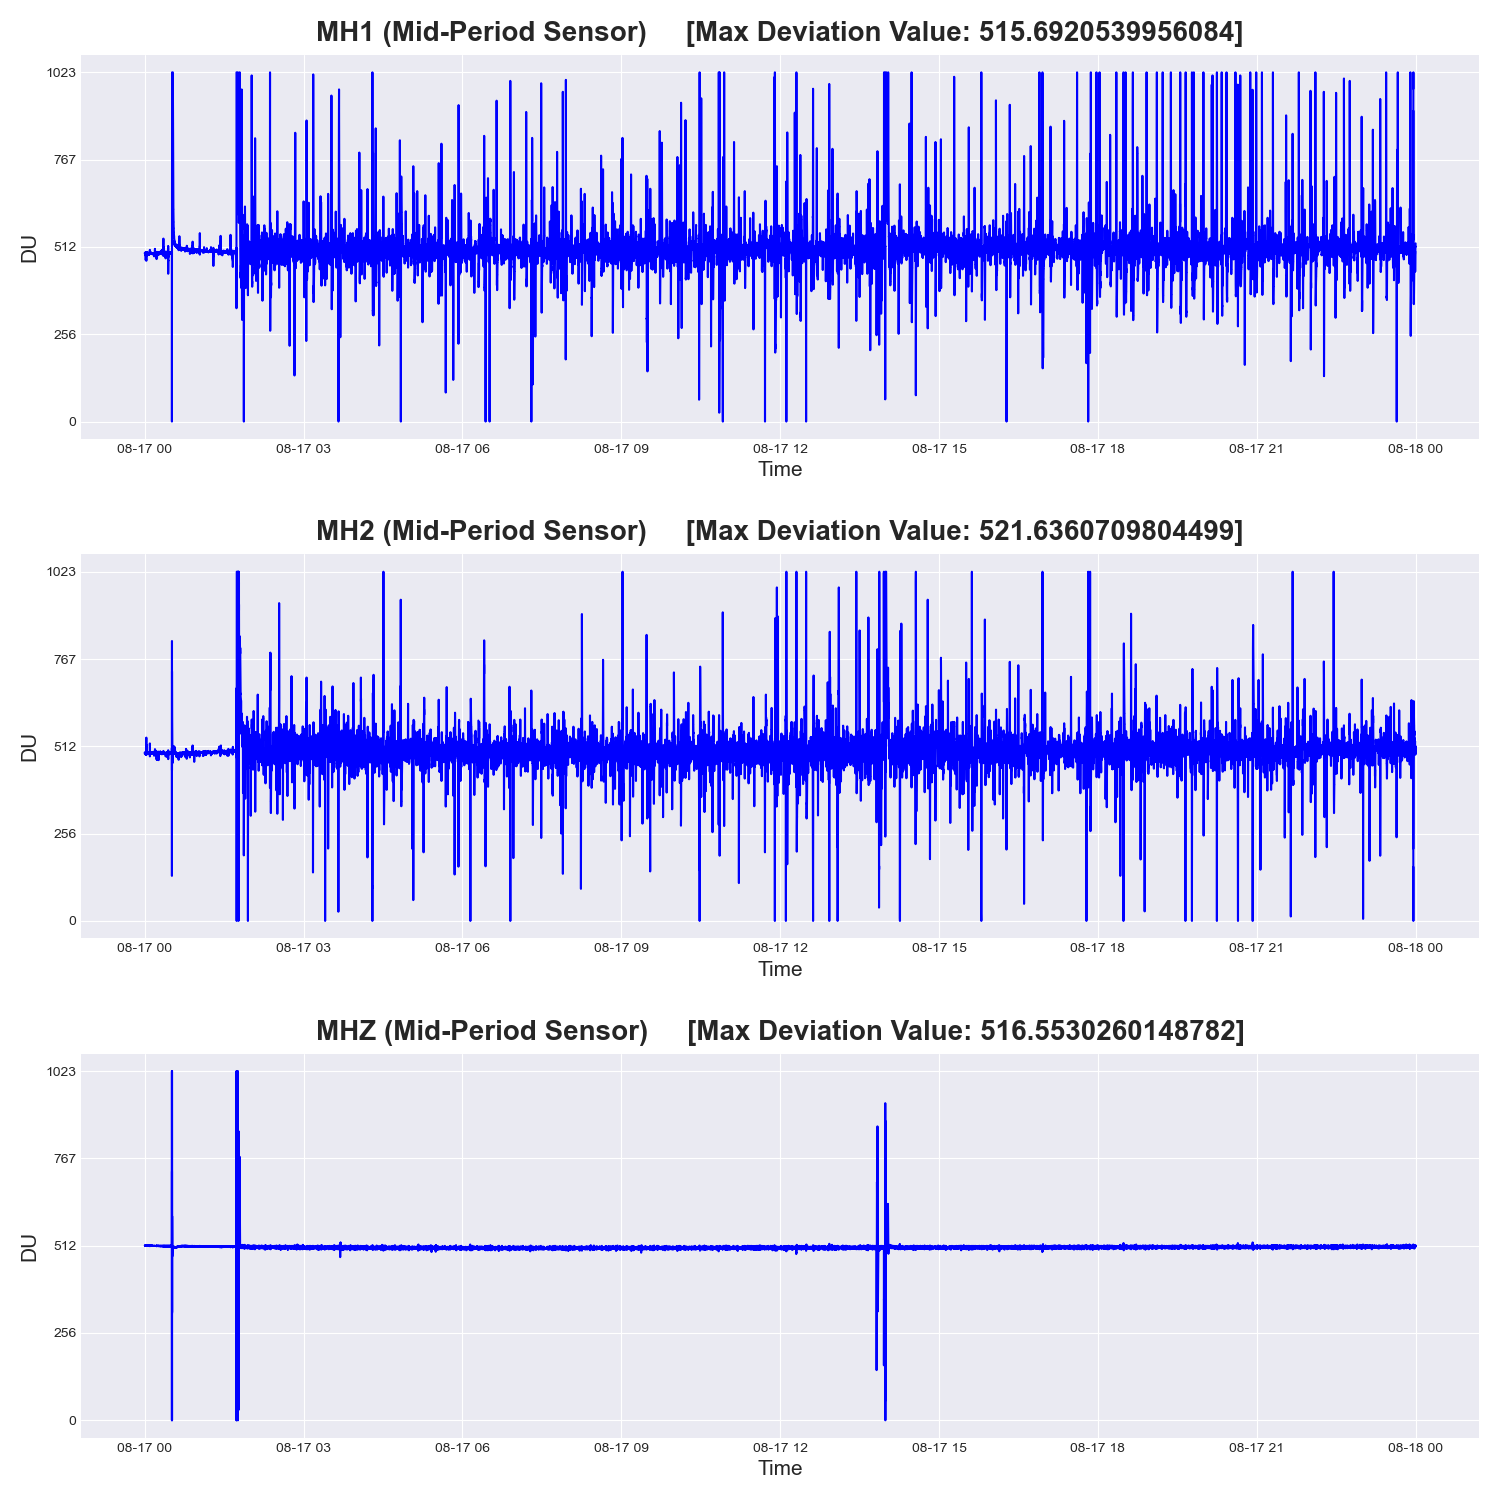 MH1 (Mid-Period Sensor)     [Max Deviation Value: 515.6920539956084]
1023
767
512
256
0
DU
08-17 00 08-17 03 08-17 06 08-17 09 08-17 12 08-17 15 08-17 18 08-17 21 08-18 00
Time
MH2 (Mid-Period Sensor)     [Max Deviation Value: 521.6360709804499]
1023
767
512
256
0
DU
08-17 00 08-17 03 08-17 06 08-17 09 08-17 12 08-17 15 08-17 18 08-17 21 08-18 00
Time
MHZ (Mid-Period Sensor)     [Max Deviation Value: 516.5530260148782]
1023
767
512
256
0
DU
08-17 00 08-17 03 08-17 06 08-17 09 08-17 12 08-17 15 08-17 18 08-17 21 08-18 00
Time